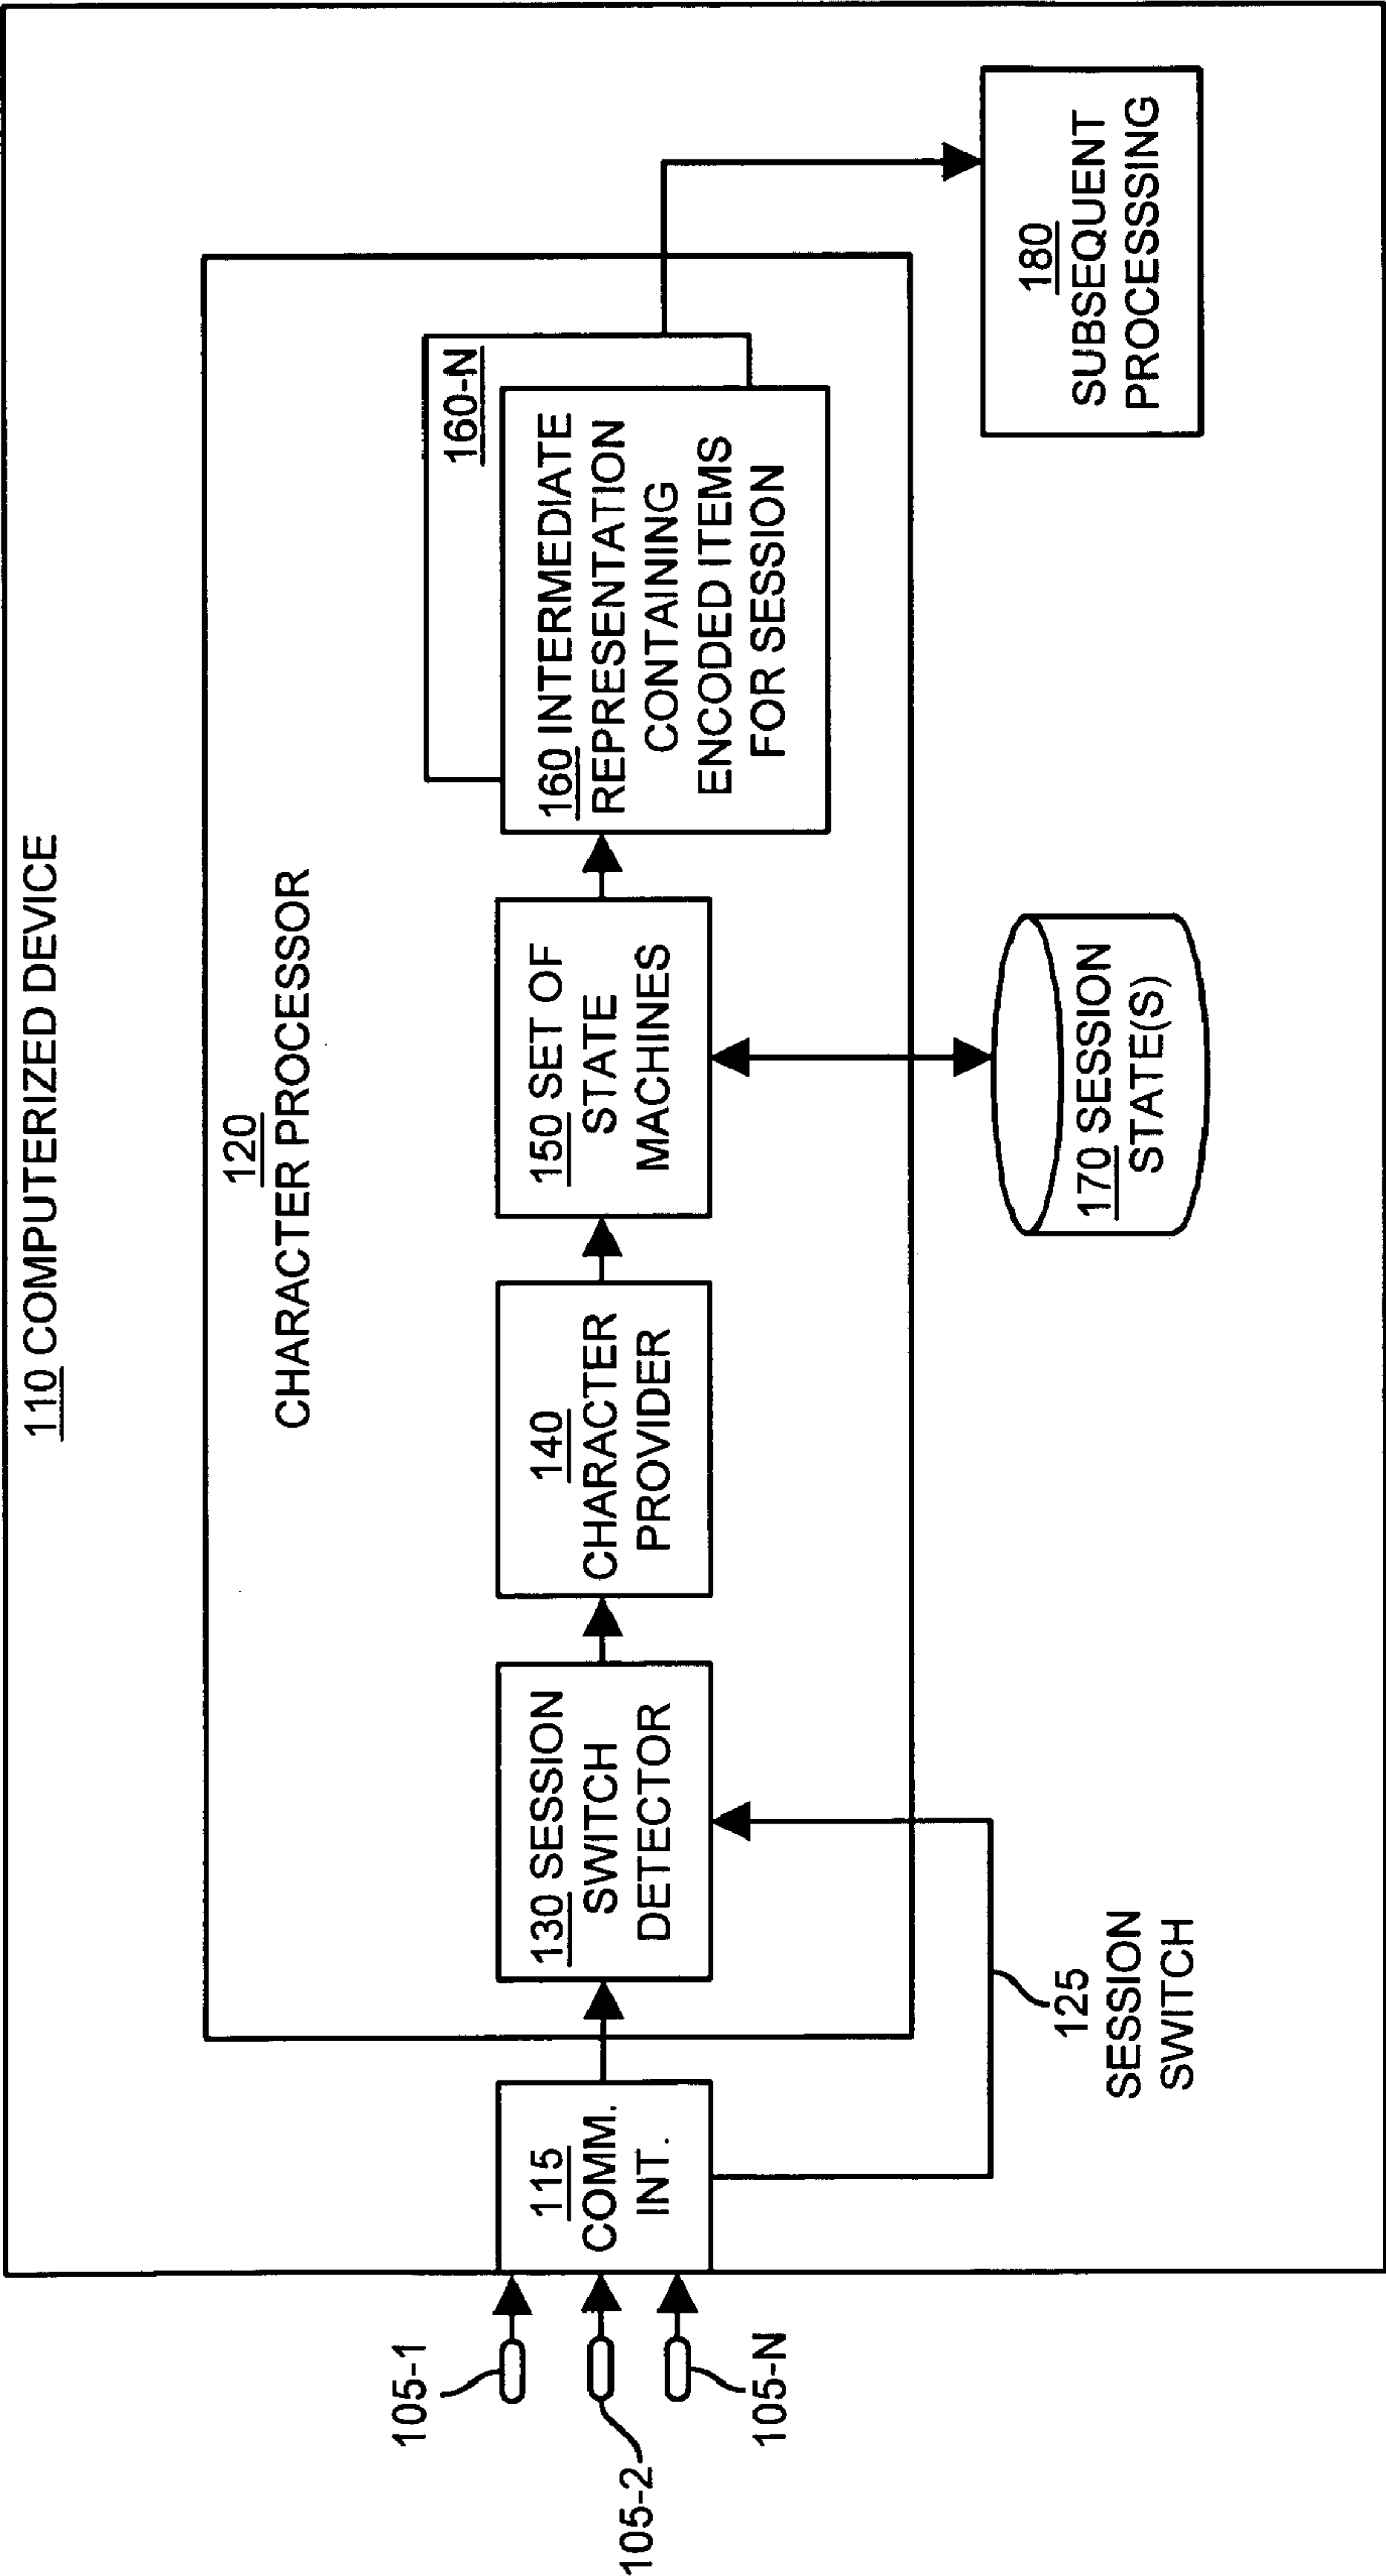 110 COMPUTERIZED DEVICE
120
CHARACTER PROCESSOR
105-1
105-2
105-N
115
COMM.
INT.
130 SESSION
SWITCH
DETECTOR
140
CHARACTER
PROVIDER
150 SET OF
STATE
MACHINES
160-N
160 INTERMEDIATE
REPRESENTATION
CONTAINING
ENCODED ITEMS
FOR SESSION
125
SESSION
SWITCH
170 SESSION
STATE(S)
180
SUBSEQUENT
PROCESSSING